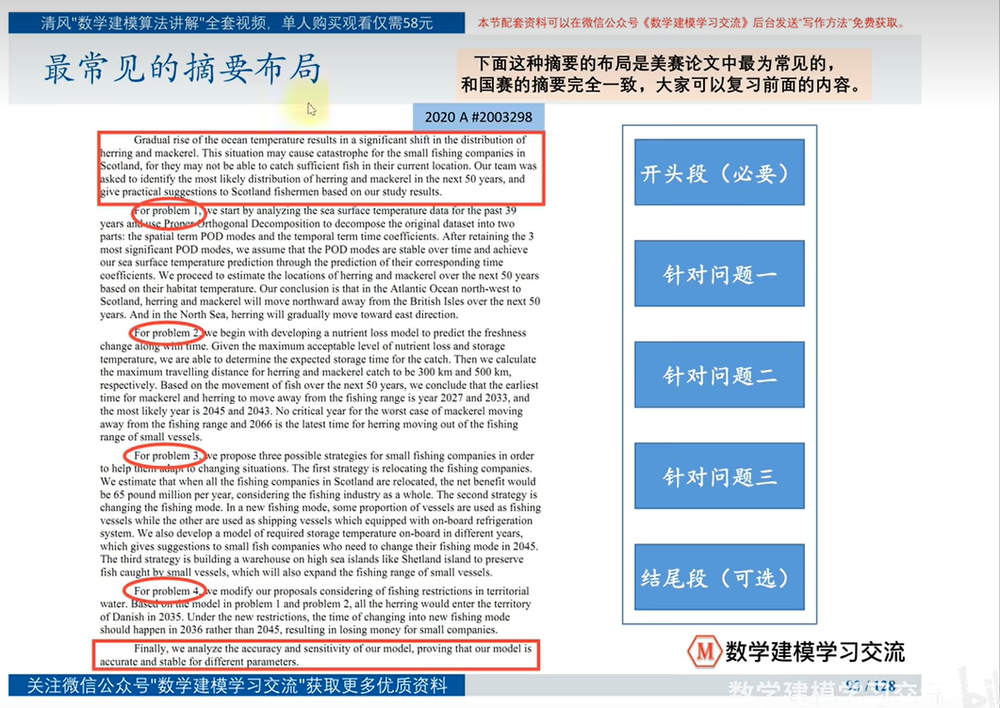 清风"数学建模算法讲解"全套视频，单人购买观看仅需58元
本节配套资料可以在微信公众号《数学建模学习交流》后台发送“写作方法”免费获取。
最常见的摘要布局
下面这种摘要的布局是美赛论文中最为常见的，
和国赛的摘要完全一致，大家可以复习前面的内容。
2020 A #2003298
Gradual rise of the ocean temperature results in a significant shift in the distribution of
herring and mackerel. This situation may cause catastrophe for the small fishing companies in
Scotland, for they may not be able to catch sufficient fish in their current location. Our team was
asked to identify the most likely distribution of herring and mackerel in the next 50 years, and
give practical suggestions to Scotland fishermen based on our study results.
For problem 1, we start by analyzing the sea surface temperature data for the past 39
years and use Proper Orthogonal Decomposition to decompose the original dataset into two
parts: the spatial term POD modes and the temporal term time coefficients. After retaining the 3
most significant POD modes, we assume that the POD modes are stable over time and achieve
our sea surface temperature prediction through the prediction of their corresponding time
coefficients. We proceed to estimate the locations of herring and mackerel over the next 50 years
based on their habitat temperature. Our conclusion is that in the Atlantic Ocean north-west to
Scotland, herring and mackerel will move northward away from the British Isles over the next 50
years. And in the North Sea, herring will gradually move toward east direction.
For problem 2, we begin with developing a nutrient loss model to predict the freshness
change along with time. Given the maximum acceptable level of nutrient loss and storage
temperature, we are able to determine the expected storage time for the catch. Then we calculate
the maximum travelling distance for herring and mackerel catch to be 300 km and 500 km,
respectively. Based on the movement of fish over the next 50 years, we conclude that the earliest
time for mackerel and herring to move away from the fishing range is year 2027 and 2033, and
the most likely year is 2045 and 2043. No critical year for the worst case of mackerel moving
away from the fishing range and 2066 is the latest time for herring moving out of the fishing
range of small vessels.
For problem 3, we propose three possible strategies for small fishing companies in order
to help them adapt to changing situations. The first strategy is relocating the fishing companies.
We estimate that when all the fishing companies in Scotland are relocated, the net benefit would
be 65 pound million per year, considering the fishing industry as a whole. The second strategy is
changing the fishing mode. In a new fishing mode, some proportion of vessels are used as fishing
vessels while the other are used as shipping vessels which equipped with on-board refrigeration
system. We also develop a model of required storage temperature on-board in different years,
which gives suggestions to small fish companies who need to change their fishing mode in 2045.
The third strategy is building a warehouse on high sea islands like Shetland island to preserve
fish caught by small vessels, which will also expand the fishing range of small vessels.
For problem 4, we modify our proposals considering of fishing restrictions in territorial
water. Based on the model in problem 1 and problem 2, all the herring would enter the territory
of Danish in 2035. Under the new restrictions, the time of changing into new fishing mode
should happen in 2036 rather than 2045, resulting in losing money for small companies.
Finally, we analyze the accuracy and sensitivity of our model, proving that our model is
accurate and stable for different parameters.
开头段（必要）
针对问题一
针对问题二
针对问题三
结尾段（可选）
M 数学建模学习交流
关注微信公众号"数学建模学习交流"获取更多优质资料
数学建模学习交
/ 128